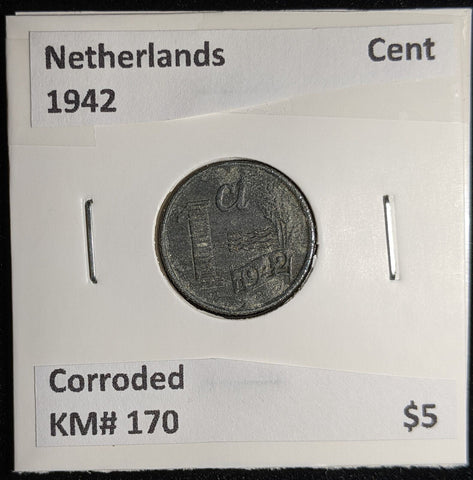 Netherlands Cent
1942
ct
1942
Corroded
KM# 170 $5